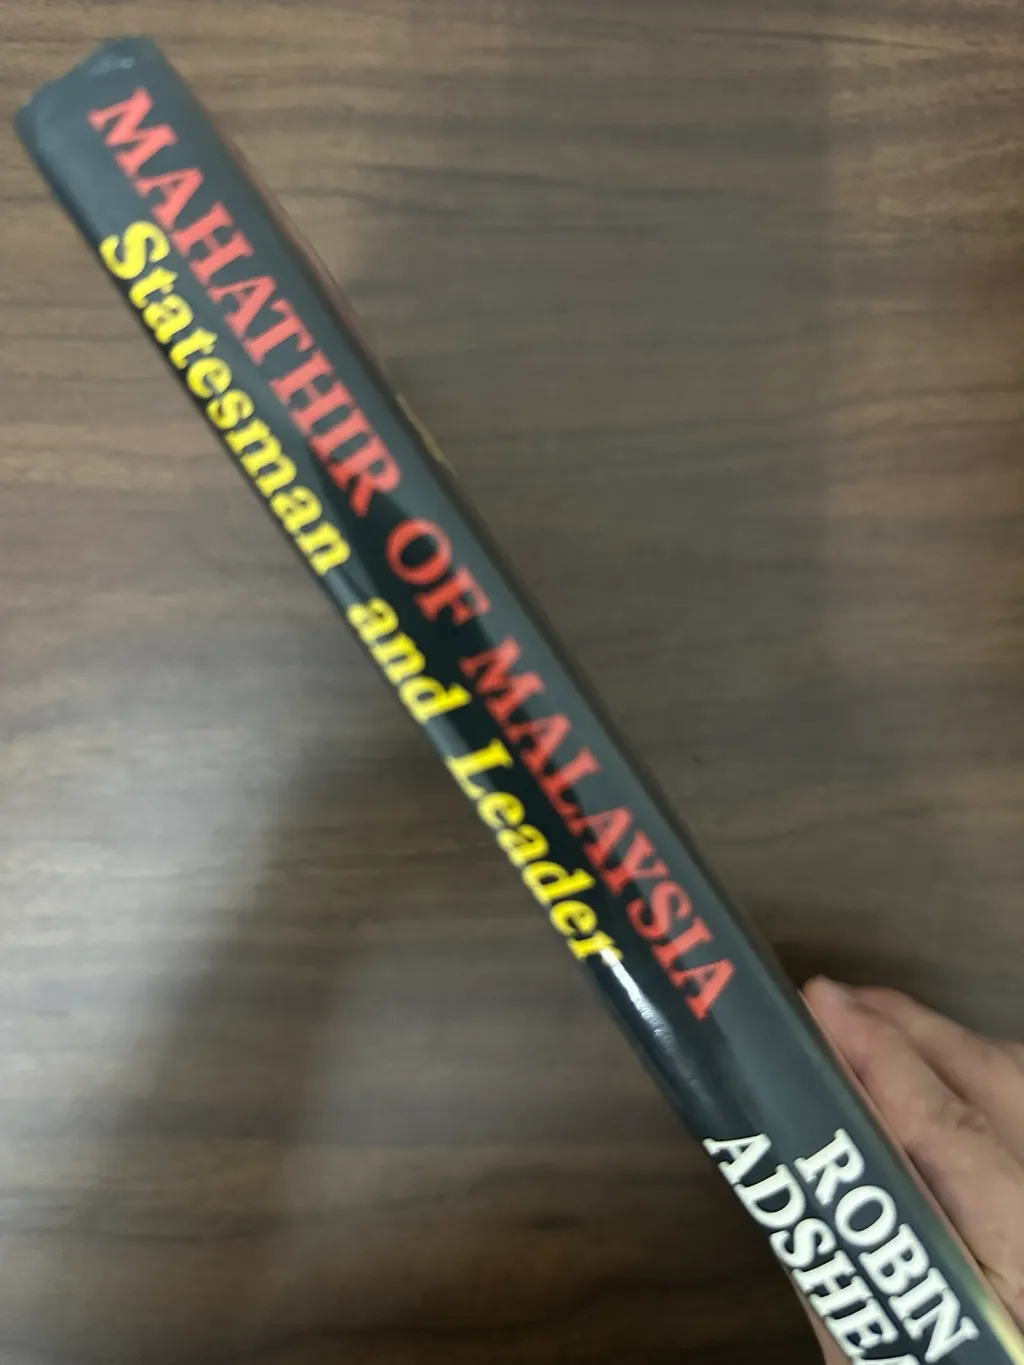 MAHATHIR OF MALAYSIA
Statesman and Leader
ROBIN